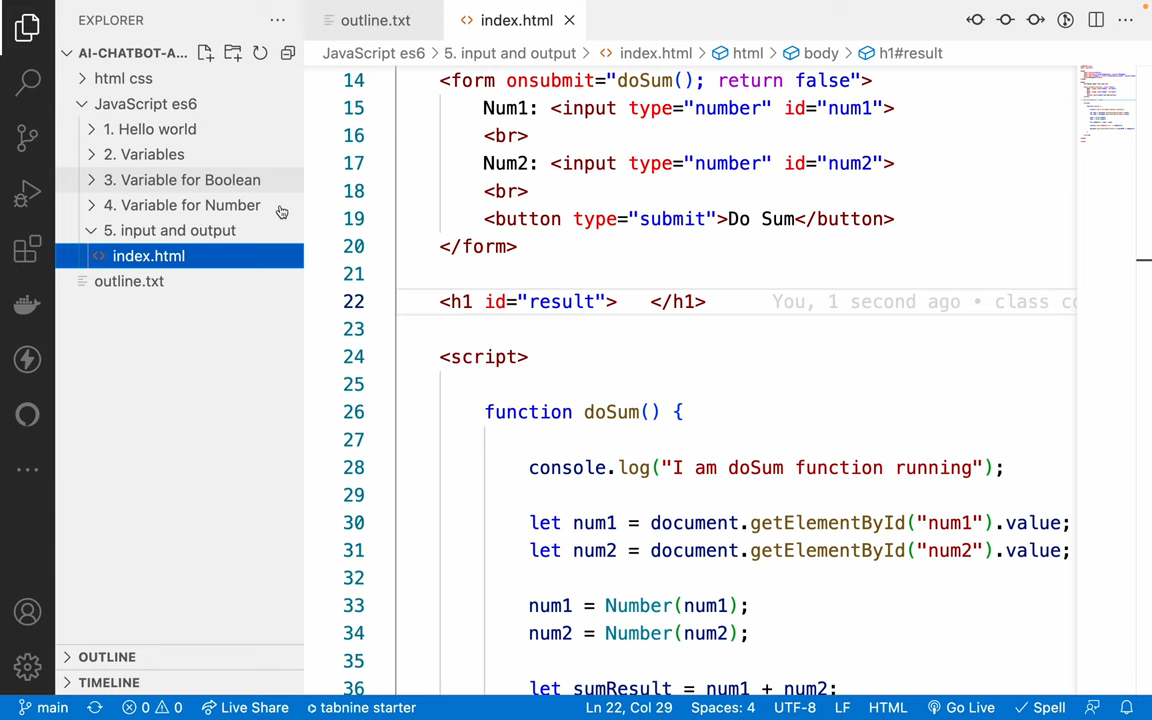 EXPLORER
outline.txt
index.html
AI-CHATBOT-A...
JavaScript es6 > 5. input and output > index.html > html > body > h1#result
html css
JavaScript es6
1. Hello world
2. Variables
3. Variable for Boolean
4. Variable for Number
5. input and output
index.html
outline.txt
14 <form onsubmit="doSum(); return false">
15 Num1: <input type="number" id="num1">
16 <br>
17 Num2: <input type="number" id="num2">
18 <br>
19 <button type="submit">Do Sum</button>
20 </form>
21
22 <h1 id="result"> </h1> You, 1 second ago • class co
23
24 <script>
25
26 function doSum() {
27
28 console.log("I am doSum function running");
29
30 let num1 = document.getElementById("num1").value;
31 let num2 = document.getElementById("num2").value;
32
33 num1 = Number(num1);
34 num2 = Number(num2);
35
36 let sumResult = num1 + num2;
OUTLINE
TIMELINE
main 0 0 Live Share tabnine starter Ln 22, Col 29 Spaces: 4 UTF-8 LF HTML Go Live Spell